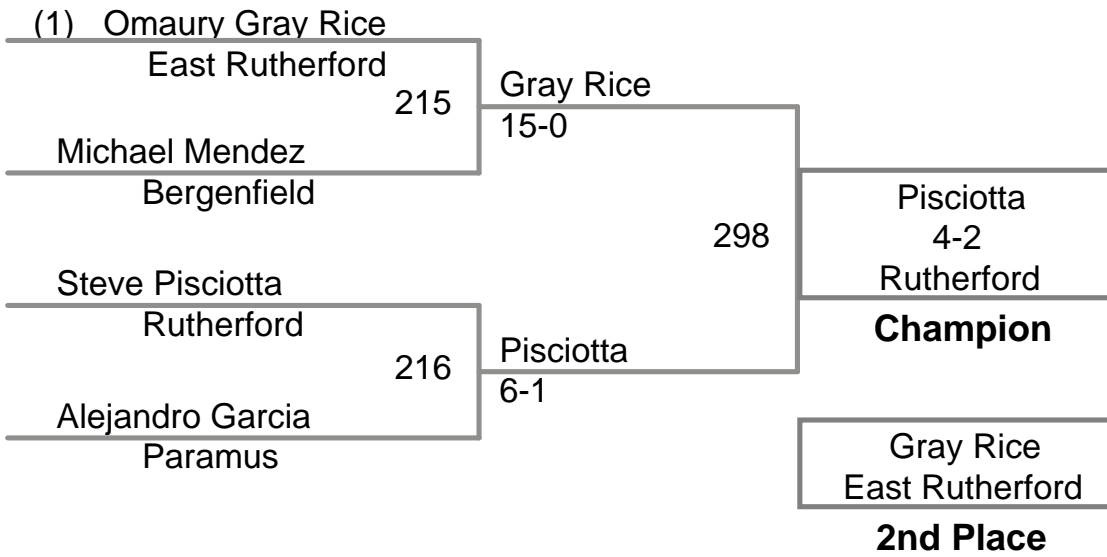 (1) Omaury Gray Rice
East Rutherford
215
Michael Mendez
Bergenfield
Gray Rice
15-0
Steve Pisciotta
Rutherford
216
Alejandro Garcia
Paramus
Pisciotta
6-1
298
Pisciotta
4-2
Rutherford
Champion
Gray Rice
East Rutherford
2nd Place